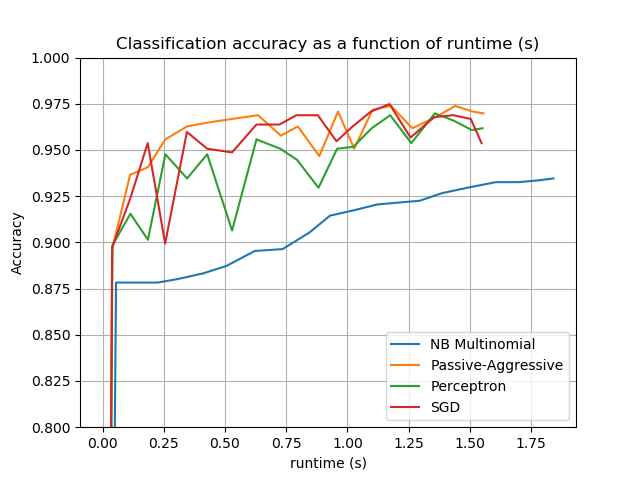 Classification accuracy as a function of runtime (s)
1.000
0.975
0.950
0.925
0.900
0.875
0.850
0.825
0.800
Accuracy
NB Multinomial
Passive-Aggressive
Perceptron
SGD
0.00 0.25 0.50 0.75 1.00 1.25 1.50 1.75
runtime (s)